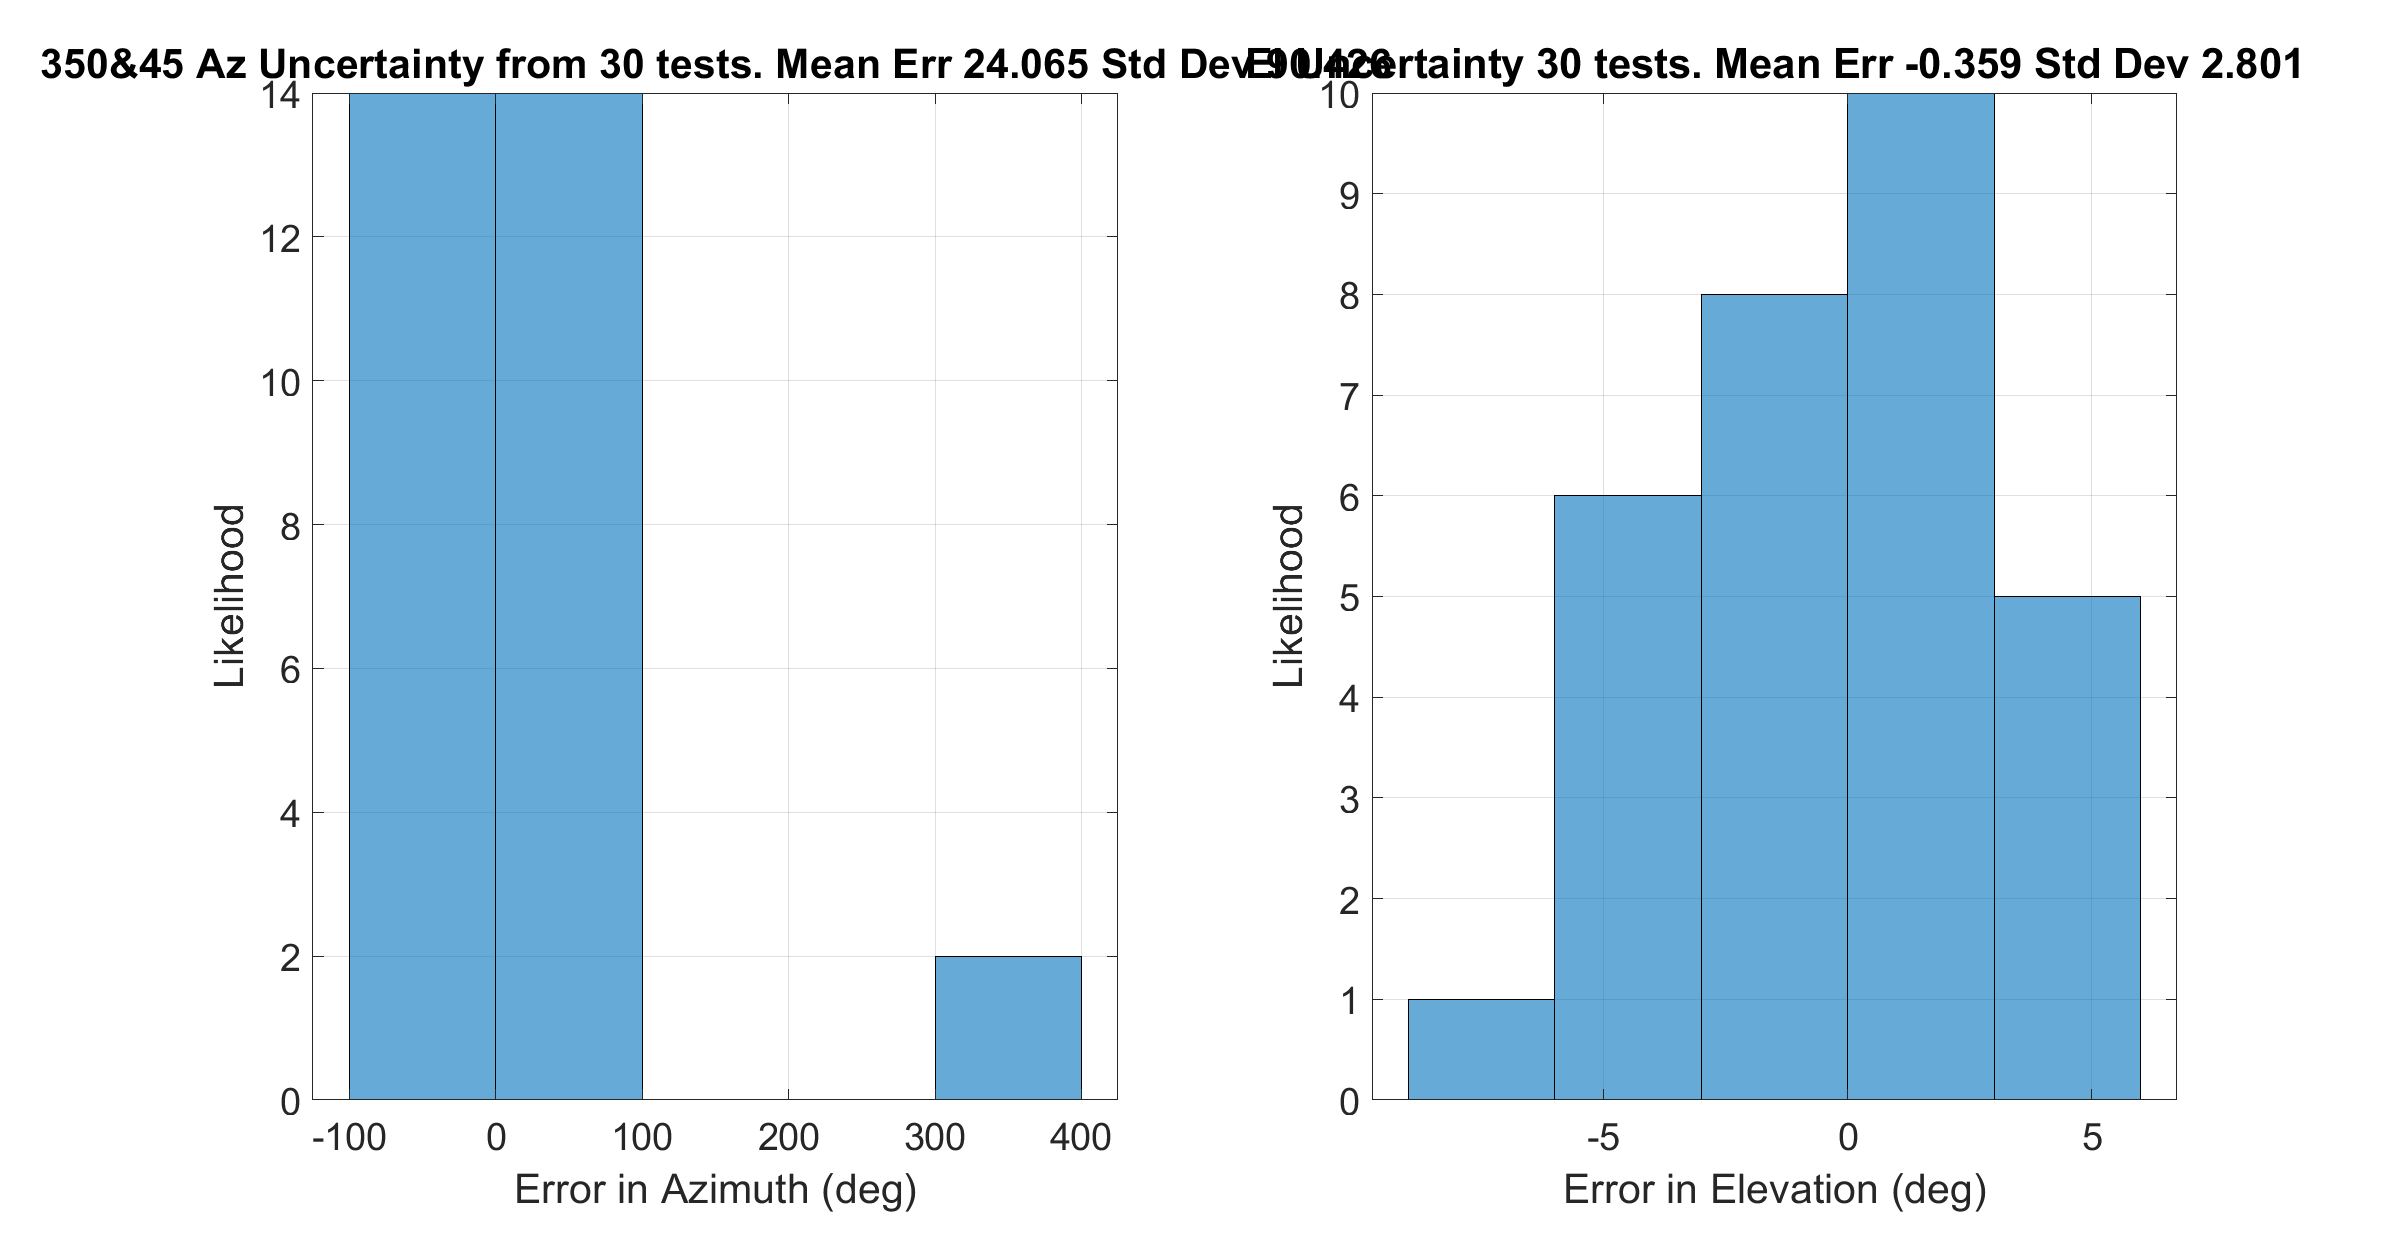 350&45 Az Uncertainty from 30 tests. Mean Err 24.065 Std Dev 90.426
El Uncertainty 30 tests. Mean Err -0.359 Std Dev 2.801
14
12
10
8
6
4
2
0
Likelihood
-100 0 100 200 300 400
Error in Azimuth (deg)
10
9
8
7
6
5
4
3
2
1
0
Likelihood
-5 0 5
Error in Elevation (deg)